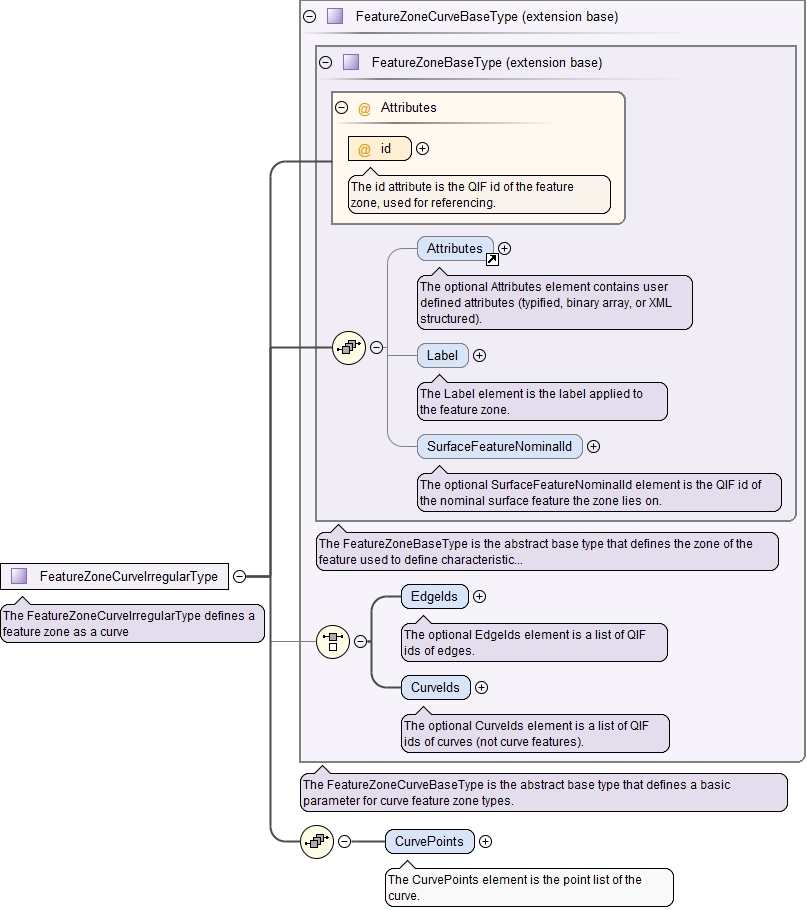 FeatureZoneCurveBaseType (extension base)
FeatureZoneBaseType (extension base)
@ Attributes
@ id
The id attribute is the QIF id of the feature
zone, used for referencing.
Attributes
The optional Attributes element contains user
defined attributes (typified, binary array, or XML
structured).
Label
The Label element is the label applied to
the feature zone.
SurfaceFeatureNominalId
The optional SurfaceFeatureNominalId element is the QIF id of
the nominal surface feature the zone lies on.
The FeatureZoneBaseType is the abstract base type that defines the zone of the
feature used to define characteristic...
FeatureZoneCurveIrregularType
The FeatureZoneCurveIrregularType defines a
feature zone as a curve
EdgeIds
The optional EdgeIds element is a list of QIF
ids of edges.
CurveIds
The optional CurveIds element is a list of QIF
ids of curves (not curve features).
The FeatureZoneCurveBaseType is the abstract base type that defines a basic
parameter for curve feature zone types.
CurvePoints
The CurvePoints element is the point list of the
curve.